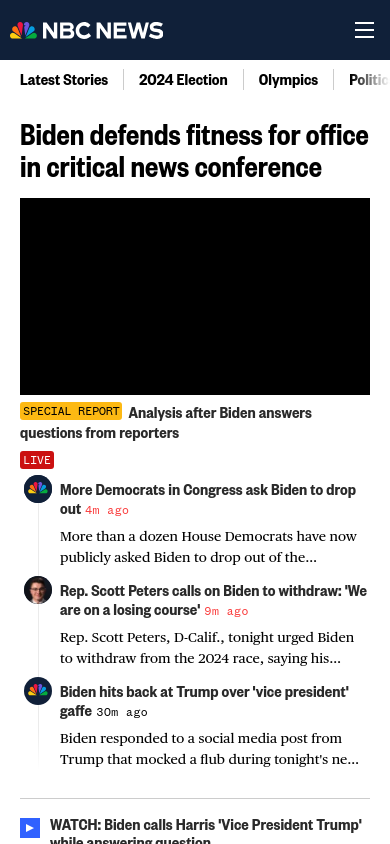 NBC NEWS
Latest Stories
2024 Election
Olympics
Politic
Biden defends fitness for office
in critical news conference
SPECIAL REPORT Analysis after Biden answers
questions from reporters
LIVE
More Democrats in Congress ask Biden to drop
out 4m ago
More than a dozen House Democrats have now
publicly asked Biden to drop out of the...
Rep. Scott Peters calls on Biden to withdraw: 'We
are on a losing course' 9m ago
Rep. Scott Peters, D-Calif., tonight urged Biden
to withdraw from the 2024 race, saying his...
Biden hits back at Trump over 'vice president'
gaffe 30m ago
Biden responded to a social media post from
Trump that mocked a flub during tonight's ne...
WATCH: Biden calls Harris 'Vice President Trump'
while answering question